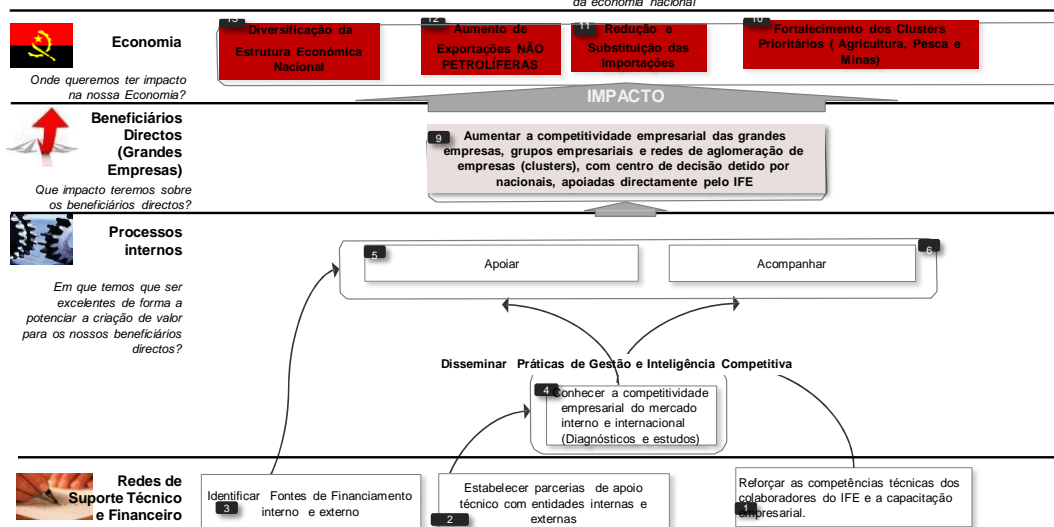 da economia nacional
Economia
Onde queremos ter impacto
na nossa Economia?
13
Diversificação da
Estrutura Económica
Nacional
12
Aumento de
Exportações NÃO
PETROLÍFERAS
11
Redução e
Substituição das
Importações
10
Fortalecimento dos Clusters
Prioritários ( Agricultura, Pesca e
MInas)
IMPACTO
Beneficiários
Directos
(Grandes
Empresas)
Que impacto teremos sobre
os beneficiários directos?
9
Aumentar a competitividade empresarial das grandes
empresas, grupos empresariais e redes de aglomeração de
empresas (clusters), com centro de decisão detido por
nacionais, apoiadas directamente pelo IFE
Processos
internos
Em que temos que ser
excelentes de forma a
potenciar a criação de valor
para os nossos beneficiários
directos?
5
Apoiar
Acompanhar
6
Disseminar Práticas de Gestão e Inteligência Competitiva
4
Conhecer a competitividade
empresarial do mercado
interno e internacional
(Diagnósticos e estudos)
Redes de
Suporte Técnico
e Financeiro
Identificar Fontes de Financiamento
interno e externo
3
Estabelecer parcerias de apoio
técnico com entidades internas e
externas
2
Reforçar as competências técnicas dos
colaboradores do IFE e a capacitação
empresarial.
1